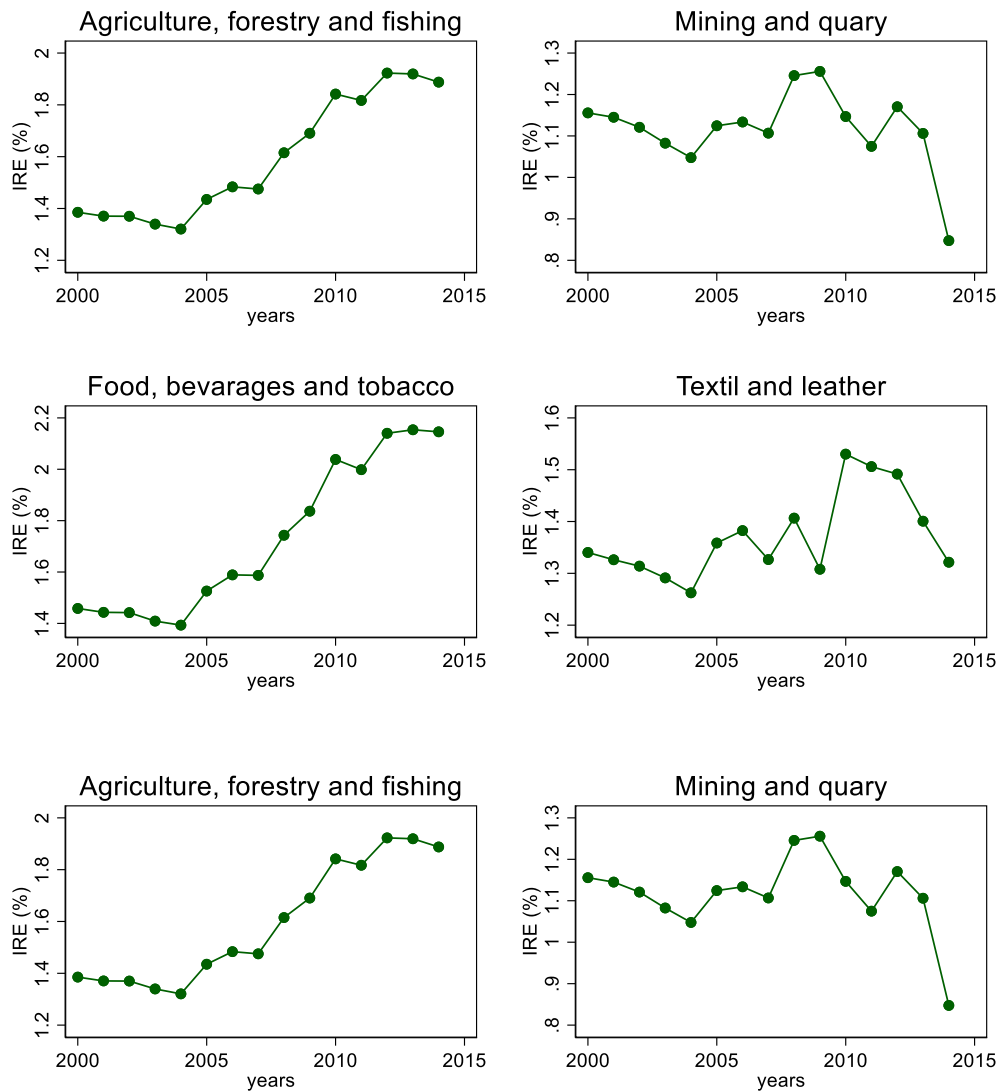 Agriculture, forestry and fishing
IRE (%)
2
1.8
1.6
1.4
1.2
2000 2005 2010 2015
years
Mining and quary
IRE (%)
1.3
1.2
1.1
1
.9
.8
2000 2005 2010 2015
years
Food, bevarages and tobacco
IRE (%)
2.2
2
1.8
1.6
1.4
2000 2005 2010 2015
years
Textil and leather
IRE (%)
1.6
1.5
1.4
1.3
1.2
2000 2005 2010 2015
years
Agriculture, forestry and fishing
IRE (%)
2
1.8
1.6
1.4
1.2
2000 2005 2010 2015
years
Mining and quary
IRE (%)
1.3
1.2
1.1
1
.9
.8
2000 2005 2010 2015
years